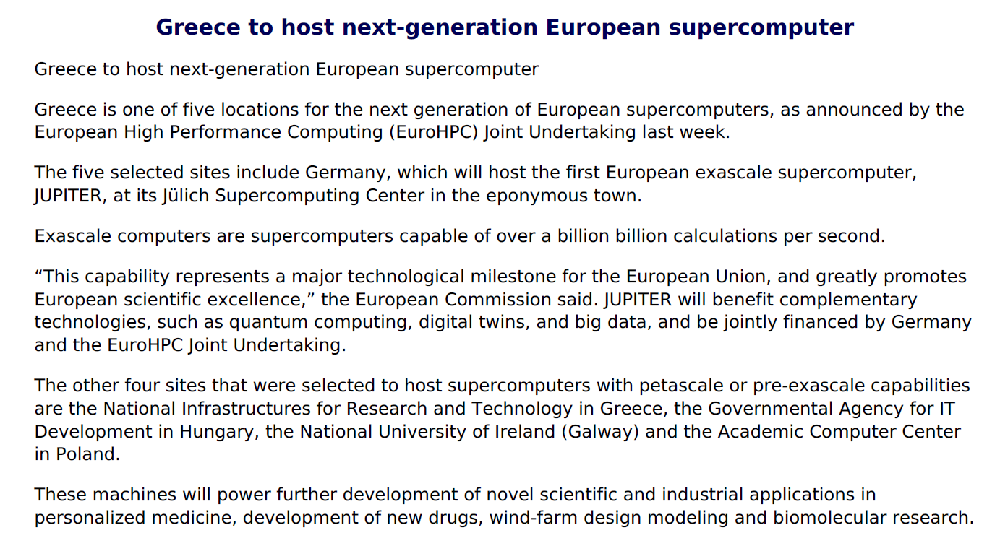 Greece to host next-generation European supercomputer
Greece to host next-generation European supercomputer
Greece is one of five locations for the next generation of European supercomputers, as announced by the
European High Performance Computing (EuroHPC) Joint Undertaking last week.
The five selected sites include Germany, which will host the first European exascale supercomputer,
JUPITER, at its Jülich Supercomputing Center in the eponymous town.
Exascale computers are supercomputers capable of over a billion billion calculations per second.
“This capability represents a major technological milestone for the European Union, and greatly promotes
European scientific excellence,” the European Commission said. JUPITER will benefit complementary
technologies, such as quantum computing, digital twins, and big data, and be jointly financed by Germany
and the EuroHPC Joint Undertaking.
The other four sites that were selected to host supercomputers with petascale or pre-exascale capabilities
are the National Infrastructures for Research and Technology in Greece, the Governmental Agency for IT
Development in Hungary, the National University of Ireland (Galway) and the Academic Computer Center
in Poland.
These machines will power further development of novel scientific and industrial applications in
personalized medicine, development of new drugs, wind-farm design modeling and biomolecular research.